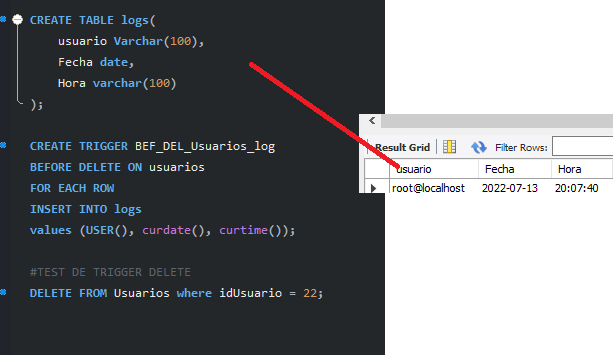 CREATE TABLE logs(
usuario Varchar(100),
Fecha date,
Hora varchar(100)
);
CREATE TRIGGER BEF_DEL_Usuarios_log
BEFORE DELETE ON usuarios
FOR EACH ROW
INSERT INTO logs
values (USER(), curdate(), curtime());
#TEST DE TRIGGER DELETE
DELETE FROM Usuarios where idUsuario = 22;
Result Grid Filter Rows:
usuario Fecha Hora
root@localhost 2022-07-13 20:07:40